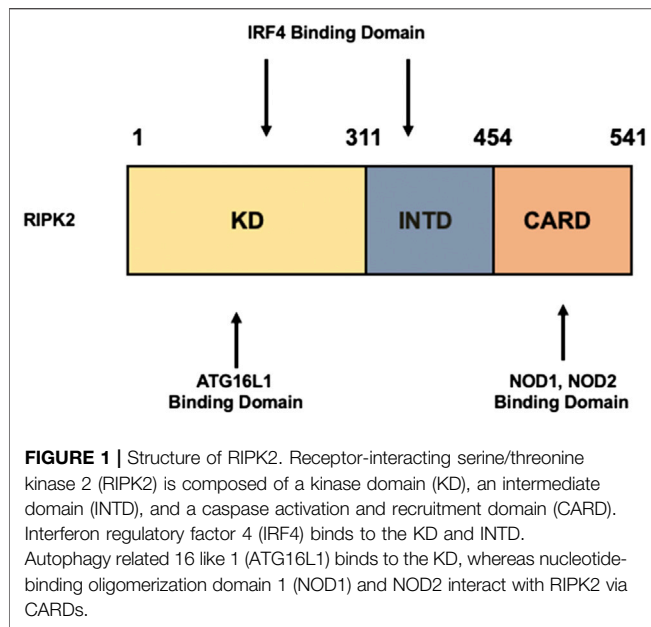 IRF4 Binding Domain
1 311 454 541
RIPK2 KD INTD CARD
ATG16L1 NOD1, NOD2
Binding Domain Binding Domain
FIGURE 1 | Structure of RIPK2. Receptor-interacting serine/threonine
kinase 2 (RIPK2) is composed of a kinase domain (KD), an intermediate
domain (INTD), and a caspase activation and recruitment domain (CARD).
Interferon regulatory factor 4 (IRF4) binds to the KD and INTD.
Autophagy related 16 like 1 (ATG16L1) binds to the KD, whereas nucleotide-
binding oligomerization domain 1 (NOD1) and NOD2 interact with RIPK2 via
CARDs.